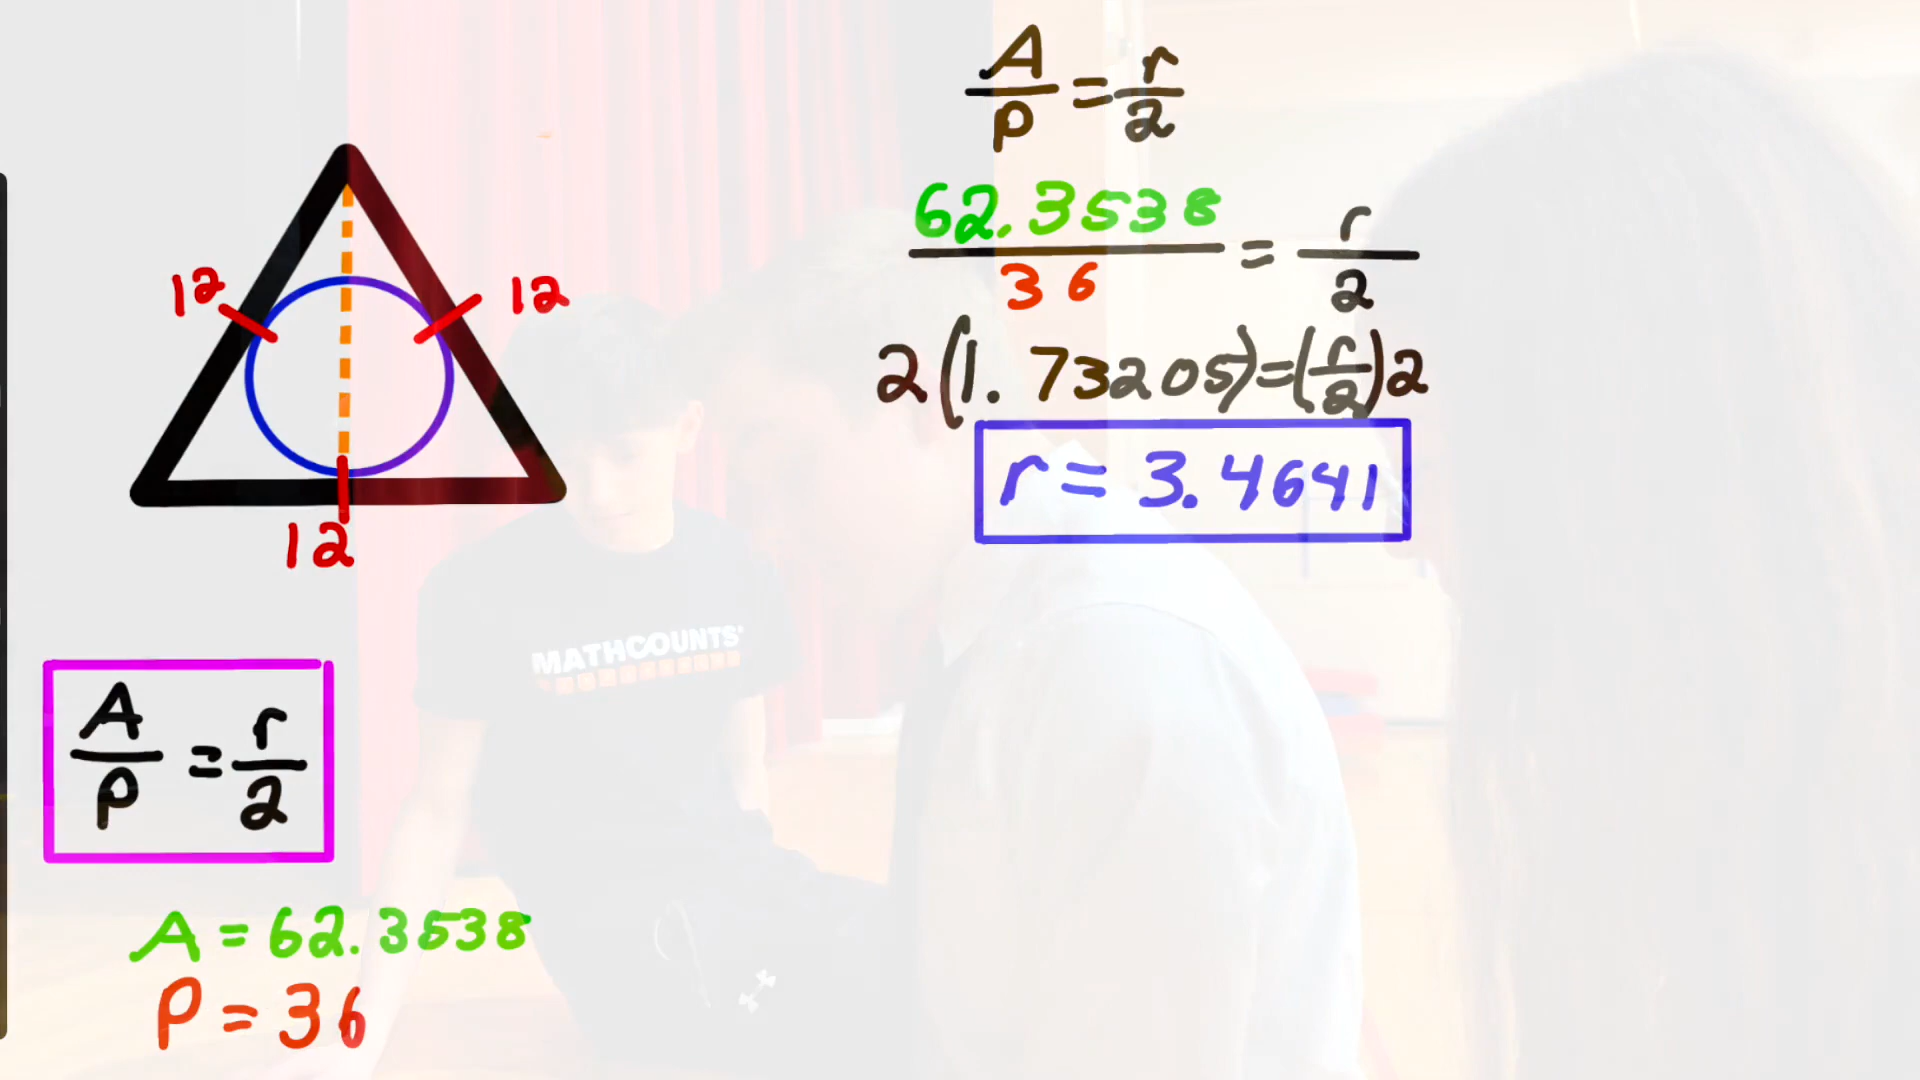 12
12
12
A/P = r/2
A = 62.3538
P = 36
A/P = r/2
62.3538/36 = r/2
2(1.73205) = (r/2)2
r = 3.4641
MATHCOUNTS